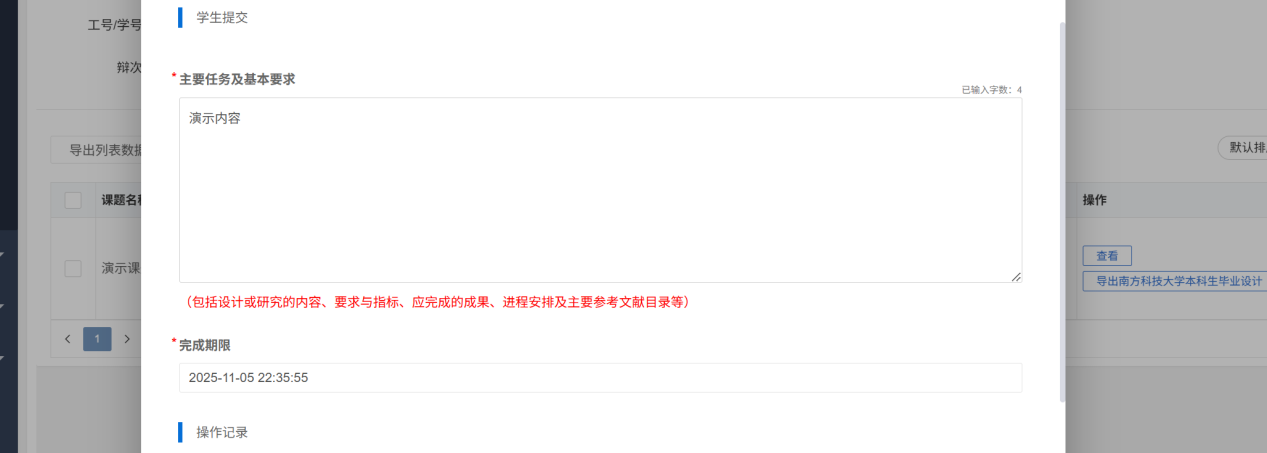 学生提交
工号/学号
辩次
* 主要任务及基本要求
已输入字数：4
演示内容
（包括设计或研究的内容、要求与指标、应完成的成果、进程安排及主要参考文献目录等）
* 完成期限
2025-11-05 22:35:55
操作记录
导出列表数据
默认排
课题名称
操作
演示课
查看
导出南方科技大学本科生毕业设计
< 1 >